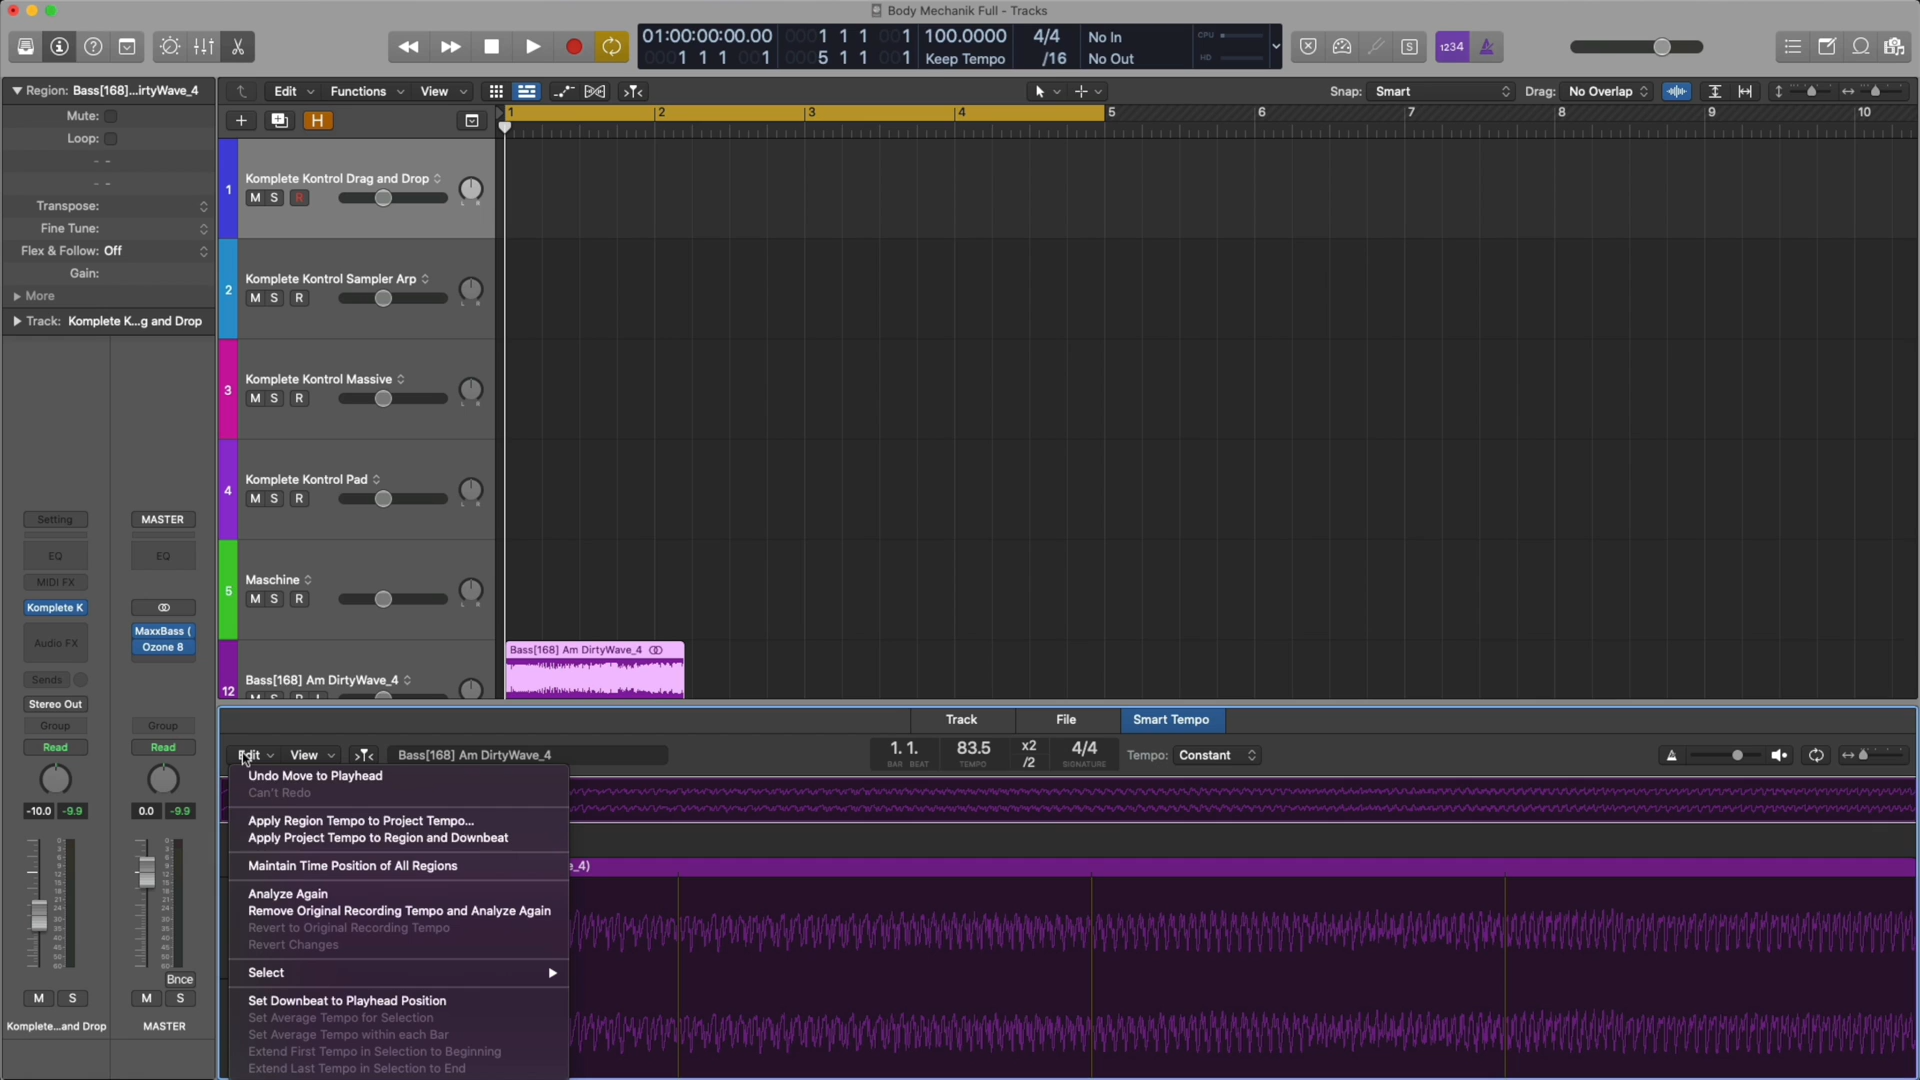 Body Mechanik Full - Tracks
01:00:00:00.00
1 1 1 001
0001 1 1 001
0005 1 1 001
100.0000
Keep Tempo
4/4
/16
No In
No Out
CPU
HD
1234
Region: Bass[168]...irtyWave_4
Mute:
Loop:
- -
- -
Transpose:
Fine Tune:
Flex & Follow: Off
Gain:
More
Track: Komplete K...g and Drop
Edit
Functions
View
Snap: Smart
Drag: No Overlap
H
1
2
3
4
5
6
7
8
9
10
1
Komplete Kontrol Drag and Drop
M S R
L R
2
Komplete Kontrol Sampler Arp
M S R
L R
3
Komplete Kontrol Massive
M S R
L R
4
Komplete Kontrol Pad
M S R
L R
5
Maschine
M S R
L R
12
Bass[168] Am DirtyWave_4
M S R I
Bass[168] Am DirtyWave_4
Setting
EQ
MIDI FX
Komplete K
Audio FX
Sends
Stereo Out
Group
Read
-10.0
-9.9
M S
Komplete...and Drop
MASTER
EQ
MaxxBass (
Ozone 8
Group
Read
0.0
-9.9
Bnce
M S
MASTER
Track
File
Smart Tempo
Edit
View
Bass[168] Am DirtyWave_4
1. 1.
BAR BEAT
83.5
TEMPO
x2
/2
4/4
SIGNATURE
Tempo: Constant
Undo Move to Playhead
Can't Redo
Apply Region Tempo to Project Tempo...
Apply Project Tempo to Region and Downbeat
Maintain Time Position of All Regions
Analyze Again
Remove Original Recording Tempo and Analyze Again
Revert to Original Recording Tempo
Revert Changes
Select
Set Downbeat to Playhead Position
Set Average Tempo for Selection
Set Average Tempo within each Bar
Extend First Tempo in Selection to Beginning
Extend Last Tempo in Selection to End
e_4)